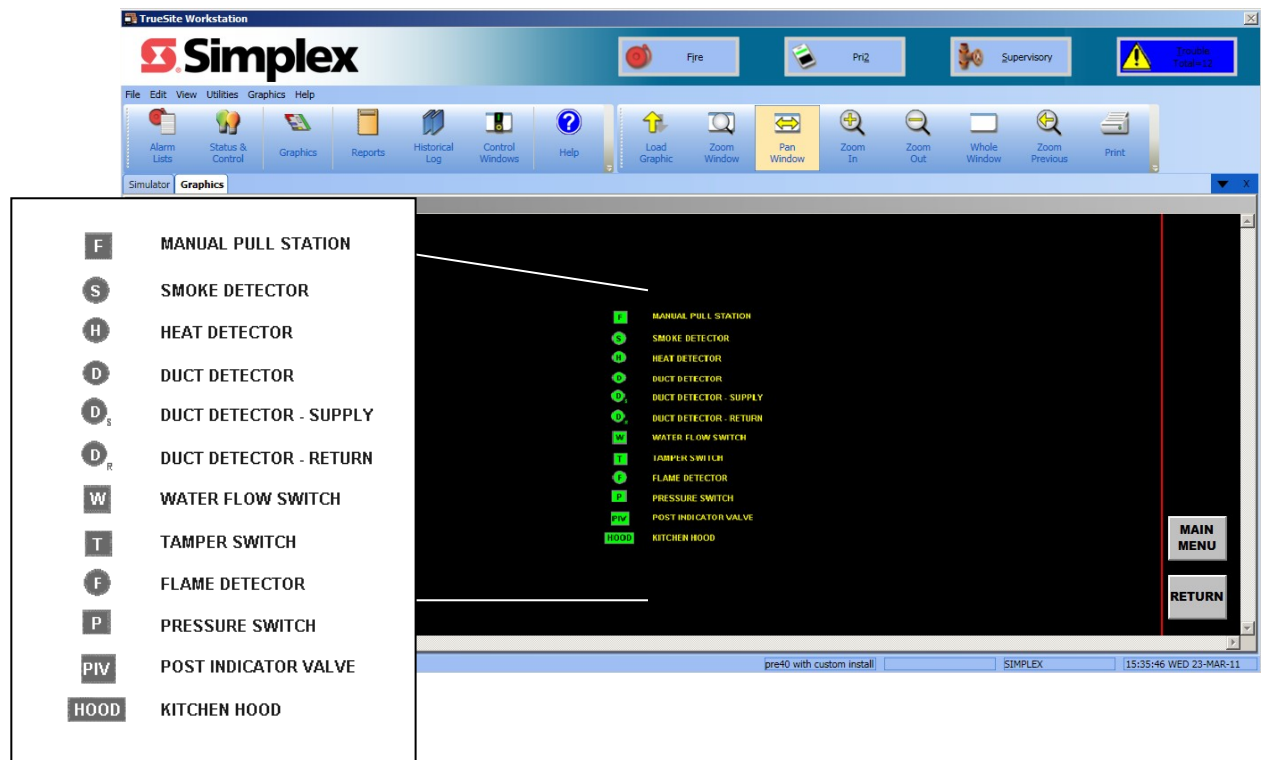 TrueSite Workstation
Simplex
Fire
Pri2
Supervisory
Trouble
Total=12
File Edit View Utilities Graphics Help
Alarm Lists
Status & Control
Graphics
Reports
Historical Log
Control Windows
Help
Load Graphic
Zoom Window
Pan Window
Zoom In
Zoom Out
Whole Window
Zoom Previous
Print
Simulator Graphics
F MANUAL PULL STATION
S SMOKE DETECTOR
H HEAT DETECTOR
D DUCT DETECTOR
D S DUCT DETECTOR - SUPPLY
D R DUCT DETECTOR - RETURN
W WATER FLOW SWITCH
T TAMPER SWITCH
F FLAME DETECTOR
P PRESSURE SWITCH
PIV POST INDICATOR VALVE
HOOD KITCHEN HOOD
F MANUAL PULL STATION
S SMOKE DETECTOR
H HEAT DETECTOR
D DUCT DETECTOR
D DUCT DETECTOR - SUPPLY
D DUCT DETECTOR - RETURN
W WATER FLOW SWITCH
T TAMPER SWITCH
F FLAME DETECTOR
P PRESSURE SWITCH
PIV POST INDICATOR VALVE
HOOD KITCHEN HOOD
MAIN
MENU
RETURN
pre40 with custom install SIMPLEX 15:35:46 WED 23-MAR-11